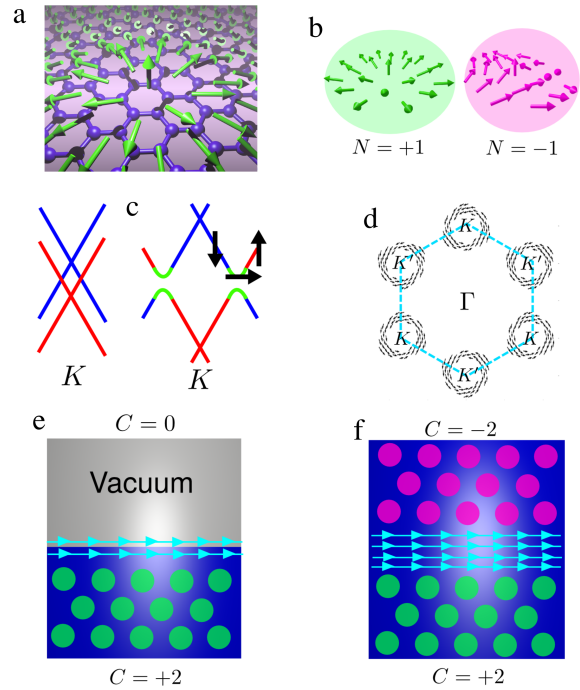 a
b
N = +1
N = −1
c
K
K
d
K
K'
K'
Γ
K
K
K'
e
C = 0
Vacuum
C = +2
f
C = −2
C = +2